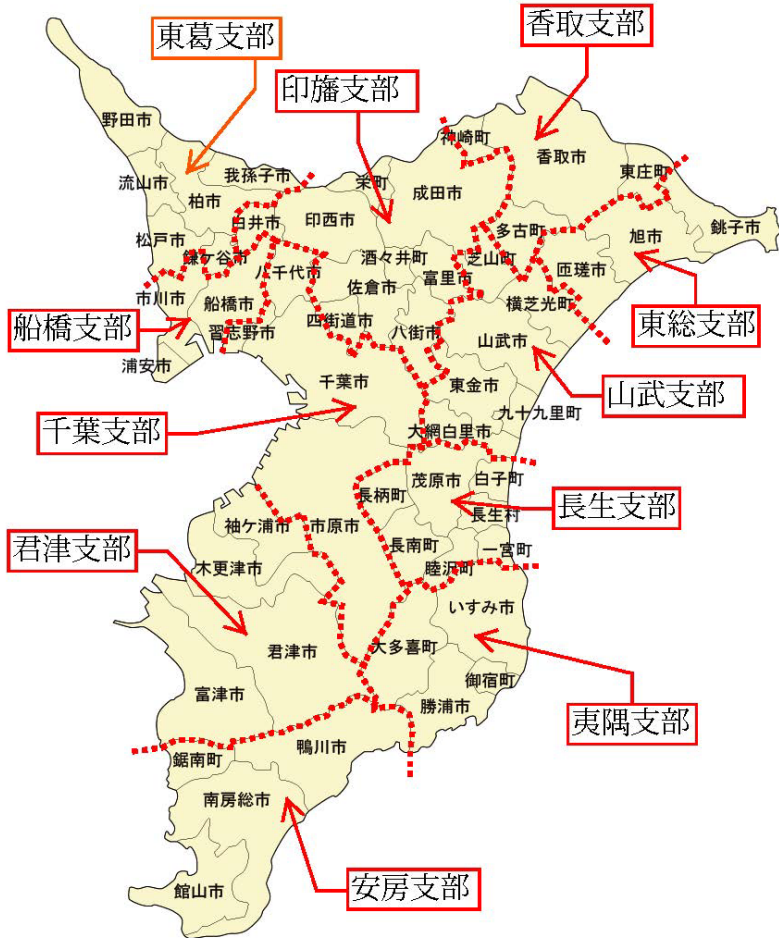 香取支部
東葛支部
印旛支部
野田市
神崎町
香取市
東庄町
我孫子市
栄町
成田市
流山市
柏市
白井市
印西市
多古町
銚子市
松戸市
旭市
鎌ケ谷市
八千代市
酒々井町
芝山町
匝瑳市
富里市
佐倉市
市川市
船橋市
横芝光町
船橋支部
習志野市
四街道市
八街市
山武市
東総支部
浦安市
千葉市
東金市
山武支部
九十九里町
千葉支部
大網白里市
茂原市
白子町
長柄町
長生支部
長生村
袖ケ浦市
市原市
君津支部
長南町
一宮町
木更津市
睦沢町
いすみ市
君津市
大多喜町
御宿町
富津市
勝浦市
夷隅支部
鴨川市
鋸南町
南房総市
安房支部
館山市